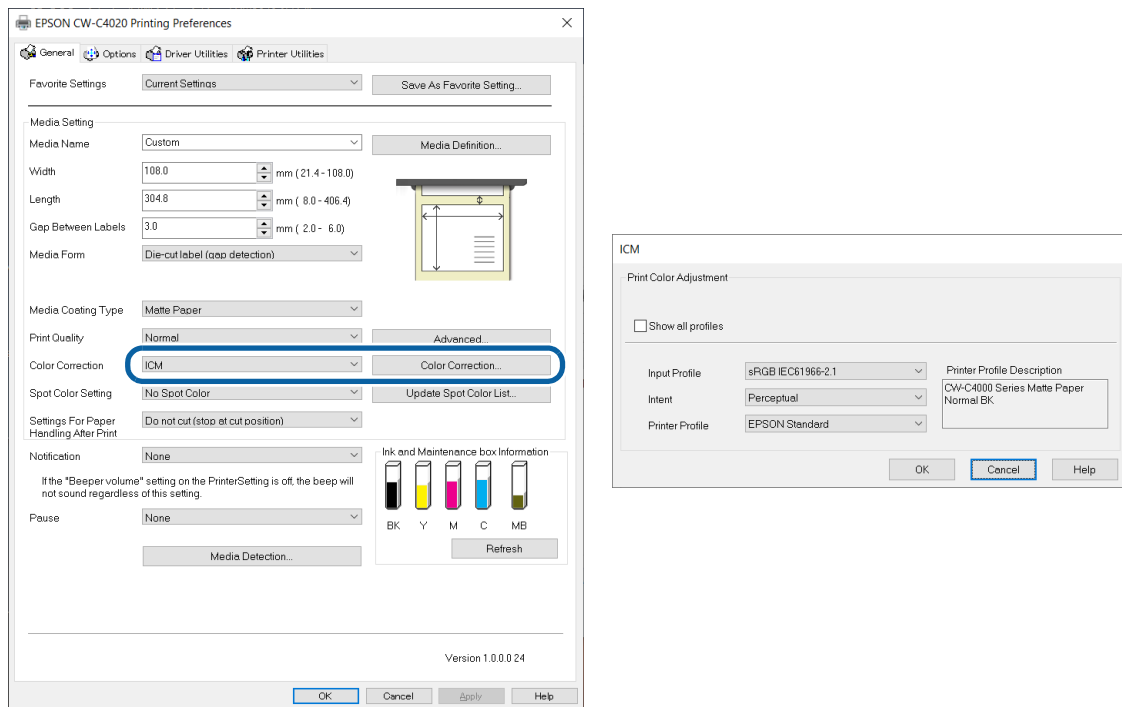 EPSON CW-C4020 Printing Preferences
General Options Driver Utilities Printer Utilities
Favorite Settings Current Settings Save As Favorite Setting...
Media Setting
Media Name Custom Media Definition...
Width 108.0 mm ( 21.4 - 108.0)
Length 304.8 mm ( 8.0 - 406.4)
Gap Between Labels 3.0 mm ( 2.0 - 6.0)
Media Form Die-cut label (gap detection)
Media Coating Type Matte Paper
Print Quality Normal Advanced...
Color Correction ICM Color Correction...
Spot Color Setting No Spot Color Update Spot Color List...
Settings For Paper Do not cut (stop at cut position)
Handling After Print
Notification None
If the "Beeper volume" setting on the PrinterSetting is off, the beep will
not sound regardless of this setting.
Pause None
Media Detection...
Ink and Maintenance box Information
BK Y M C MB
Refresh
Version 1.0.0.0 24
OK Cancel Apply Help
ICM
Print Color Adjustment
Show all profiles
Input Profile sRGB IEC61966-2.1
Intent Perceptual
Printer Profile EPSON Standard
Printer Profile Description
CW-C4000 Series Matte Paper
Normal BK
OK Cancel Help